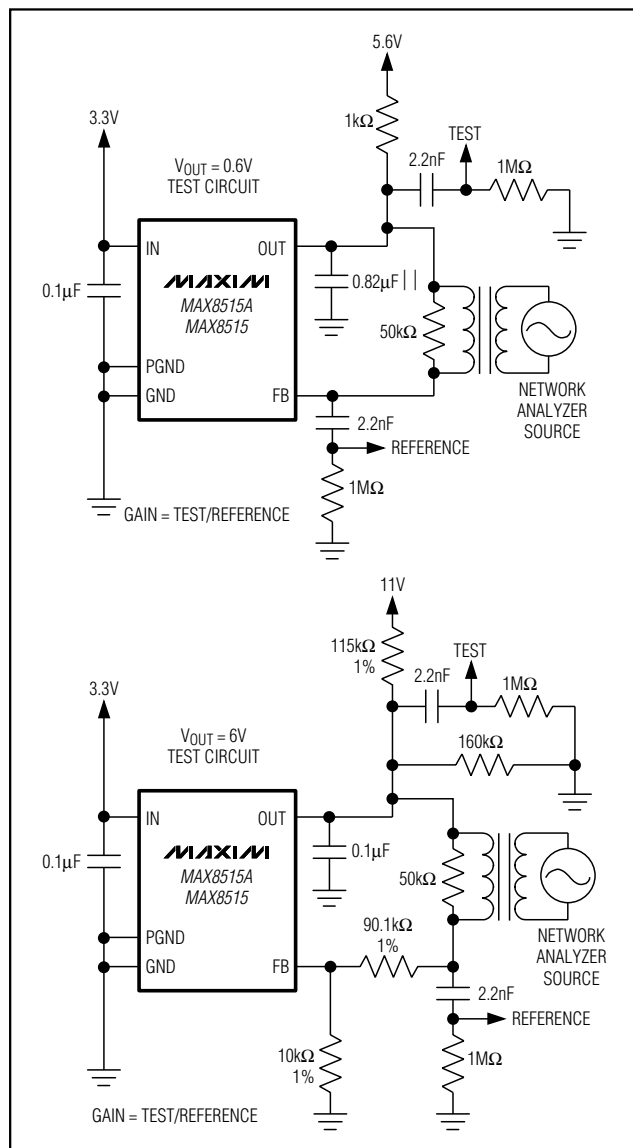 5.6V
3.3V
1kΩ
TEST
2.2nF
1MΩ
VOUT = 0.6V
TEST CIRCUIT
IN
OUT
0.1µF
MAXIM
0.82µF ||
MAX8515A
MAX8515
50kΩ
PGND
GND
FB
NETWORK
ANALYZER
SOURCE
2.2nF
REFERENCE
1MΩ
GAIN = TEST/REFERENCE
11V
115kΩ
1%
TEST
3.3V
2.2nF
1MΩ
VOUT = 6V
TEST CIRCUIT
160kΩ
IN
OUT
0.1µF
MAXIM
0.1µF
MAX8515A
MAX8515
50kΩ
90.1kΩ
1%
NETWORK
ANALYZER
SOURCE
PGND
GND
FB
2.2nF
REFERENCE
10kΩ
1%
1MΩ
GAIN = TEST/REFERENCE